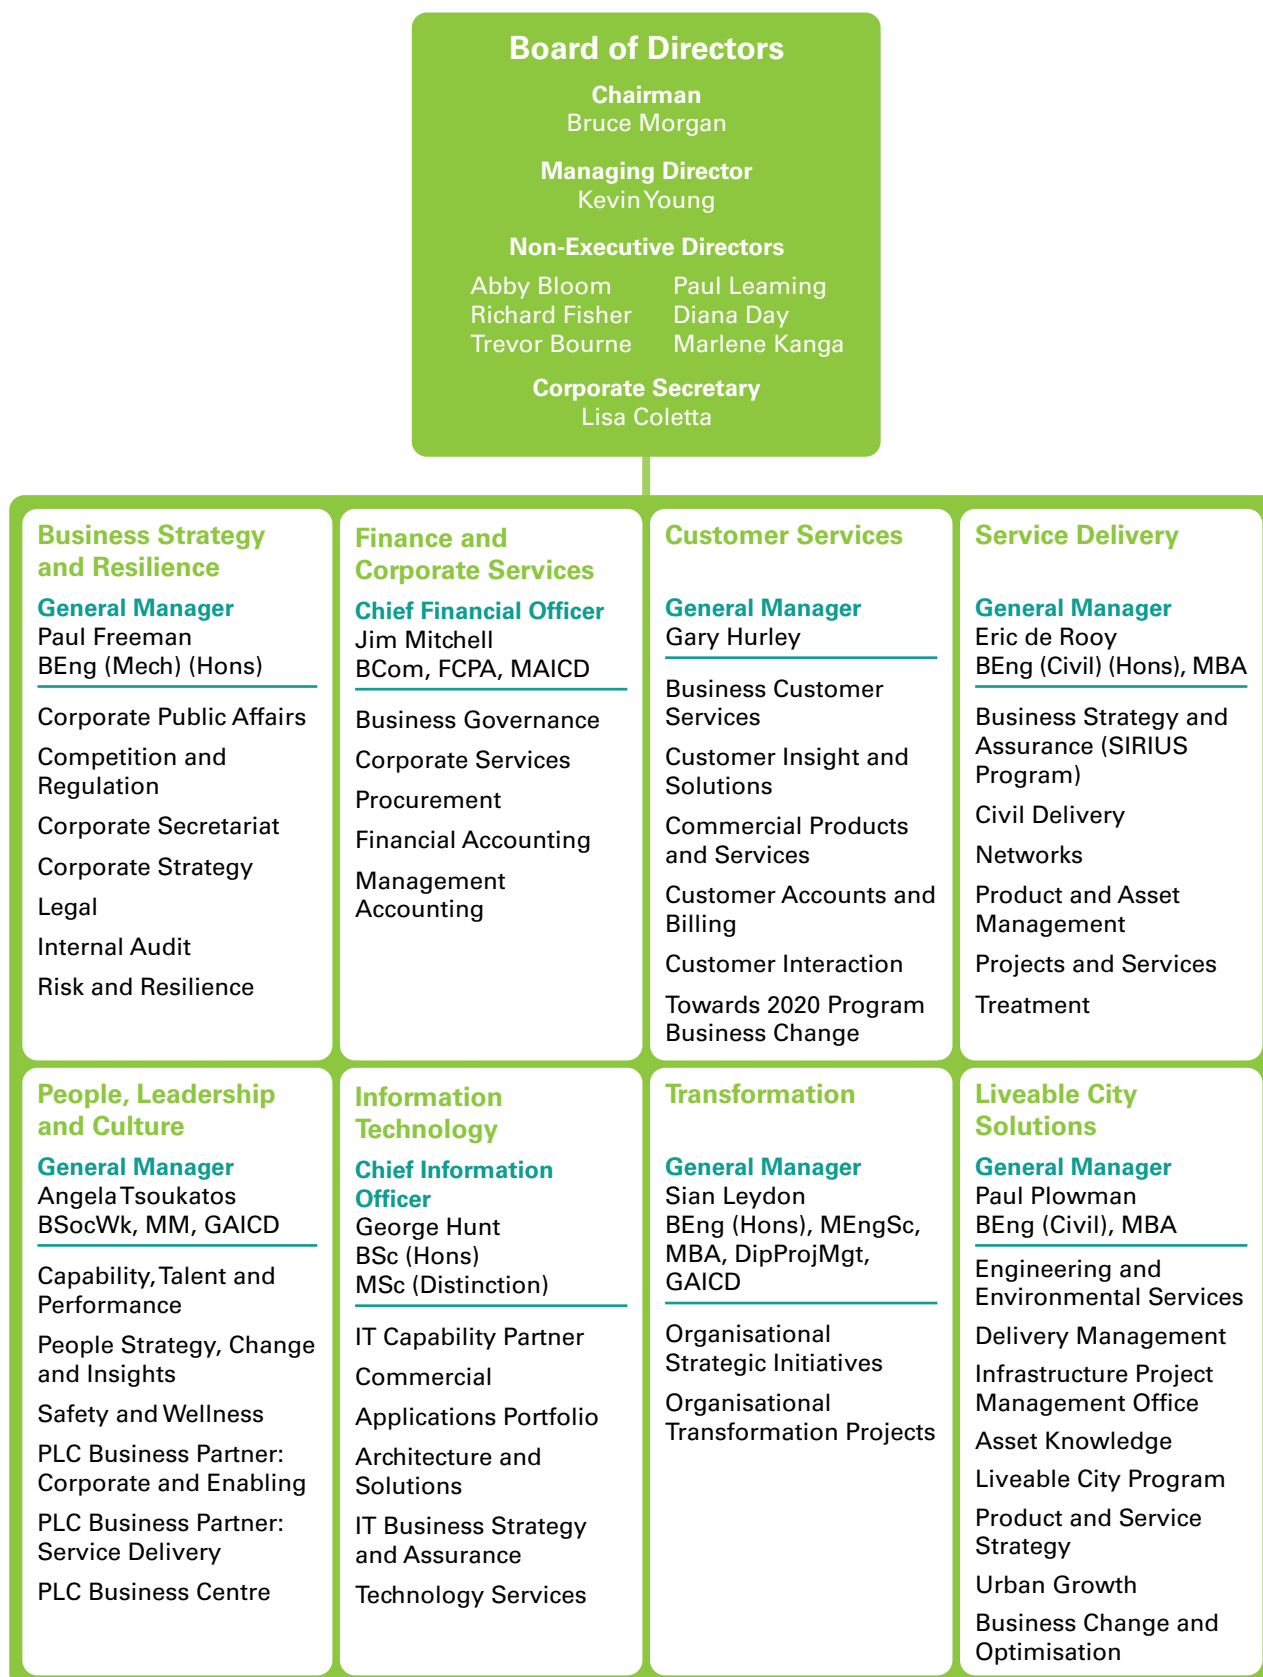 Board of Directors
Chairman
Bruce Morgan
Managing Director
Kevin Young
Non-Executive Directors
Abby Bloom
Richard Fisher
Trevor Bourne
Paul Leaming
Diana Day
Marlene Kanga
Corporate Secretary
Lisa Coletta
Business Strategy
and Resilience
General Manager
Paul Freeman
BEng (Mech) (Hons)
Corporate Public Affairs
Competition and
Regulation
Corporate Secretariat
Corporate Strategy
Legal
Internal Audit
Risk and Resilience
Finance and
Corporate Services
Chief Financial Officer
Jim Mitchell
BCom, FCPA, MAICD
Business Governance
Corporate Services
Procurement
Financial Accounting
Management
Accounting
Customer Services
General Manager
Gary Hurley
Business Customer
Services
Customer Insight and
Solutions
Commercial Products
and Services
Customer Accounts and
Billing
Customer Interaction
Towards 2020 Program
Business Change
Service Delivery
General Manager
Eric de Rooy
BEng (Civil) (Hons), MBA
Business Strategy and
Assurance (SIRIUS
Program)
Civil Delivery
Networks
Product and Asset
Management
Projects and Services
Treatment
People, Leadership
and Culture
General Manager
Angela Tsoukatos
BSocWk, MM, GAICD
Capability, Talent and
Performance
People Strategy, Change
and Insights
Safety and Wellness
PLC Business Partner:
Corporate and Enabling
PLC Business Partner:
Service Delivery
PLC Business Centre
Information
Technology
Chief Information
Officer
George Hunt
BSc (Hons)
MSc (Distinction)
IT Capability Partner
Commercial
Applications Portfolio
Architecture and
Solutions
IT Business Strategy
and Assurance
Technology Services
Transformation
General Manager
Sian Leydon
BEng (Hons), MEngSc,
MBA, DipProjMgt,
GAICD
Organisational
Strategic Initiatives
Organisational
Transformation Projects
Liveable City
Solutions
General Manager
Paul Plowman
BEng (Civil), MBA
Engineering and
Environmental Services
Delivery Management
Infrastructure Project
Management Office
Asset Knowledge
Liveable City Program
Product and Service
Strategy
Urban Growth
Business Change and
Optimisation